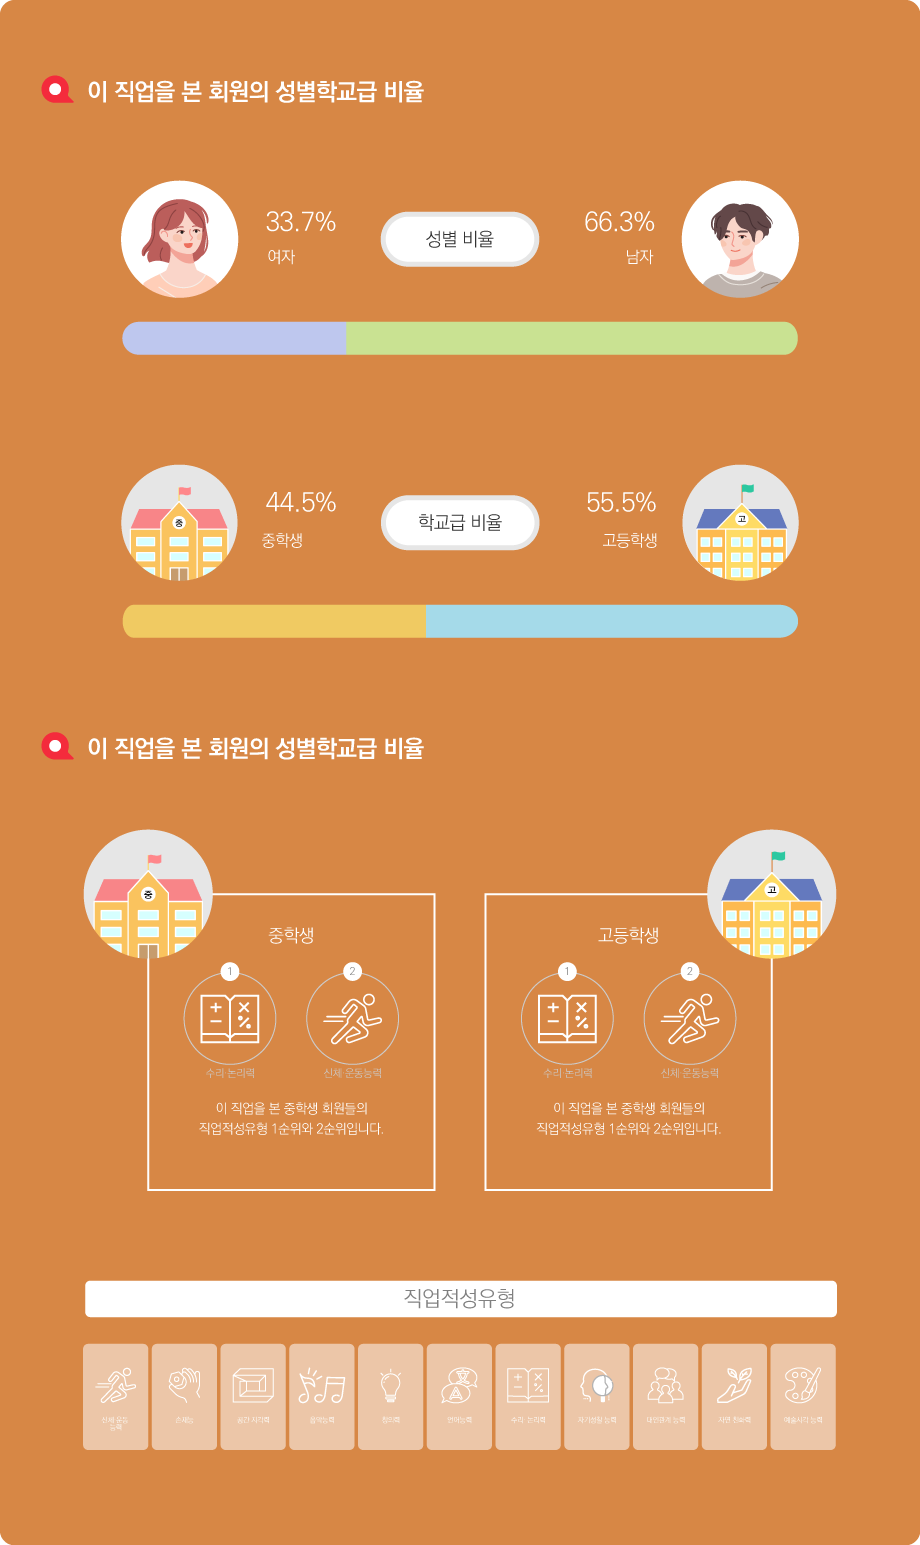 이 직업을 본 회원의 성별학교급 비율
33.7%
여자
성별 비율
66.3%
남자
44.5%
중학생
학교급 비율
55.5%
고등학생
중
고
이 직업을 본 회원의 성별학교급 비율
중
고
중학생
1
2
수리·논리력
신체·운동능력
이 직업을 본 중학생 회원들의
직업적성유형 1순위와 2순위입니다.
고등학생
1
2
수리·논리력
신체·운동능력
이 직업을 본 중학생 회원들의
직업적성유형 1순위와 2순위입니다.
직업적성유형
신체·운동
능력
손재능
공간 지각력
음악능력
창의력
언어능력
수리·논리력
자기성찰 능력
대인관계 능력
자연 친화력
예술시각 능력